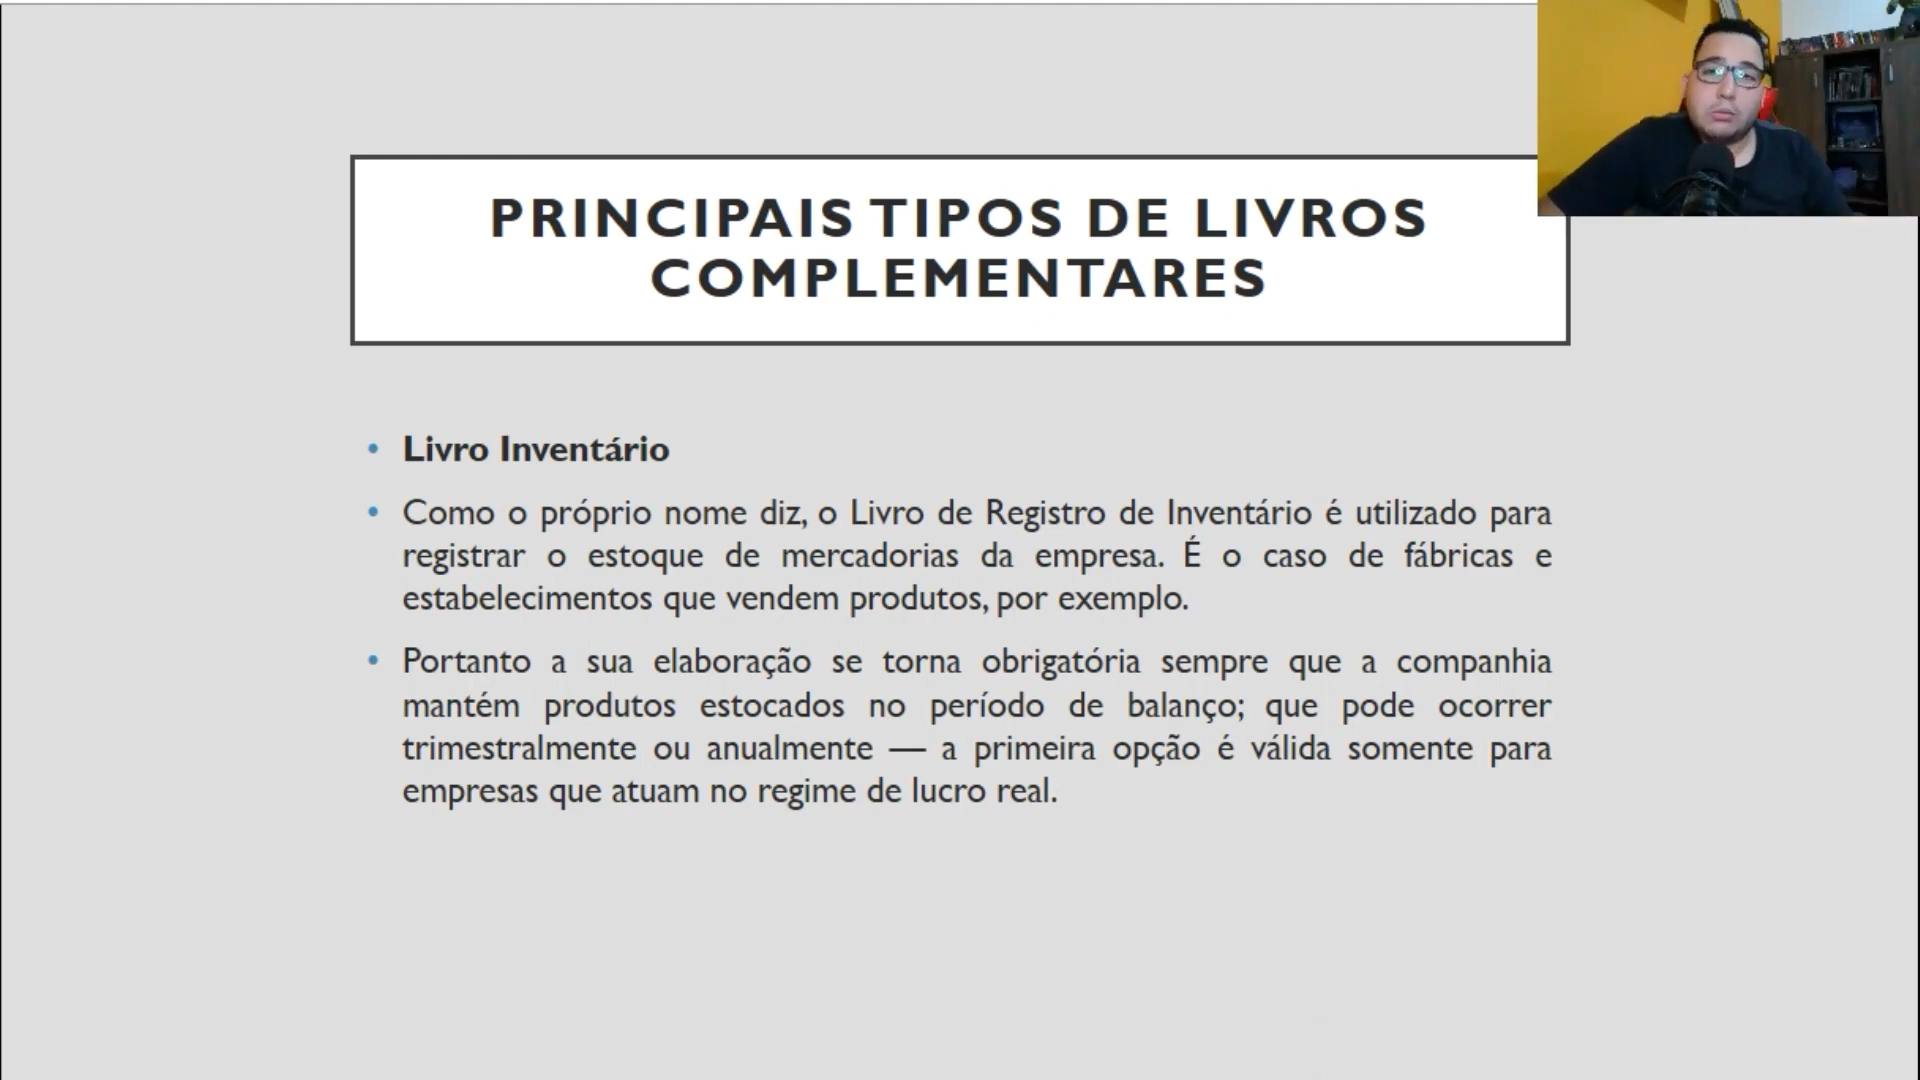 PRINCIPAIS TIPOS DE LIVROS
COMPLEMENTARES
• Livro Inventário
• Como o próprio nome diz, o Livro de Registro de Inventário é utilizado para
registrar o estoque de mercadorias da empresa. É o caso de fábricas e
estabelecimentos que vendem produtos, por exemplo.
• Portanto a sua elaboração se torna obrigatória sempre que a companhia
mantém produtos estocados no período de balanço; que pode ocorrer
trimestralmente ou anualmente — a primeira opção é válida somente para
empresas que atuam no regime de lucro real.